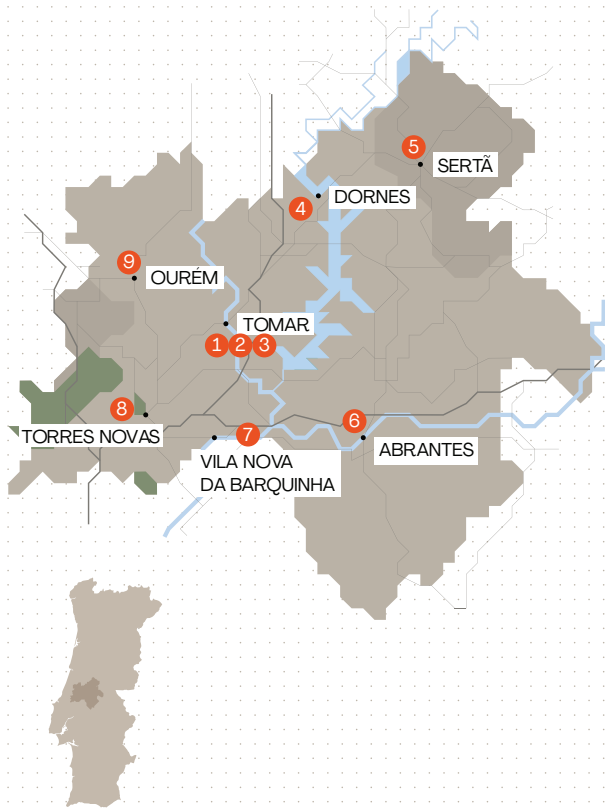 5
SERTÃ
4
DORNES
9
OURÉM
TOMAR
1 2 3
8
TORRES NOVAS
7
VILA NOVA
DA BARQUINHA
6
ABRANTES